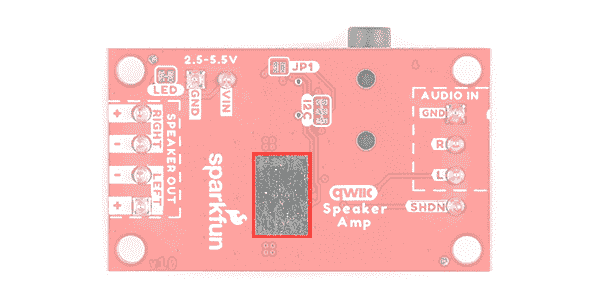 2.5-5.5V
JP1
LED
GND
VIN
I2C
AUDIO IN
GND
R
L
SHDN
+
-
-
+
RIGHT
LEFT
SPEAKER OUT
sparkfun
qwiic
Speaker
Amp
v10